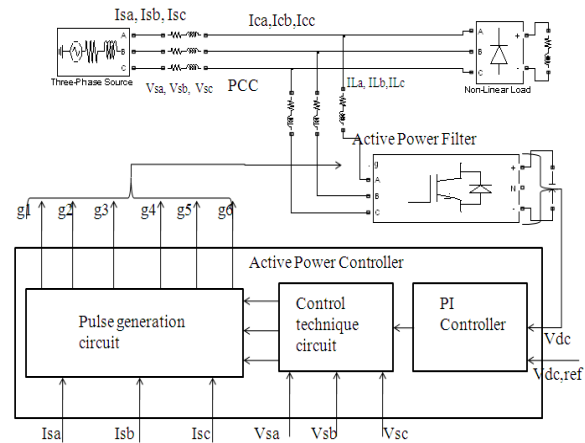 Isa, Isb, Isc
Ica,Icb,Icc
A
B
C
Three-Phase Source
Vsa, Vsb, Vsc
PCC
ILa, ILb,ILc
A
B
C
+
-
Non-Linear Load
Active Power Filter
g
A
B
C
+
N
-
g1
g2
g3
g4
g5
g6
Active Power Controller
Pulse generation
circuit
Control
technique
circuit
PI
Controller
Vdc
Vdc,ref
Isa
Isb
Isc
Vsa
Vsb
Vsc